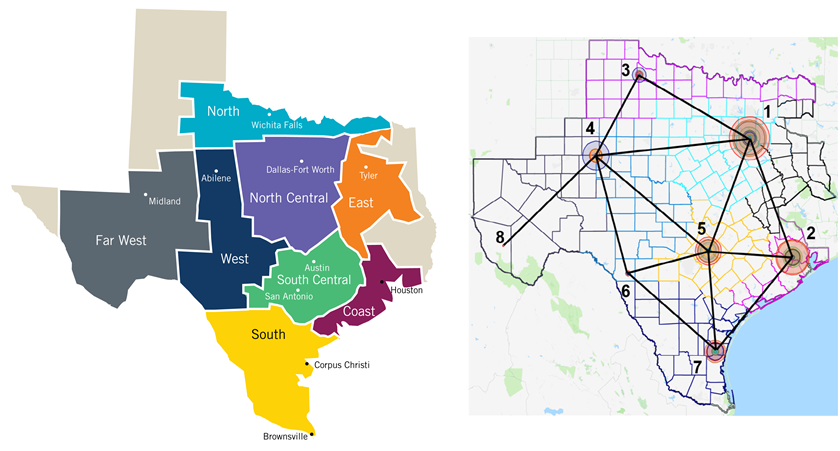 North
Wichita Falls
Dallas-Fort Worth
Abilene
Tyler
Midland
North Central
East
Far West
West
Austin
South Central
San Antonio
Houston
Coast
South
Corpus Christi
Brownsville
3
1
4
5
2
8
6
7